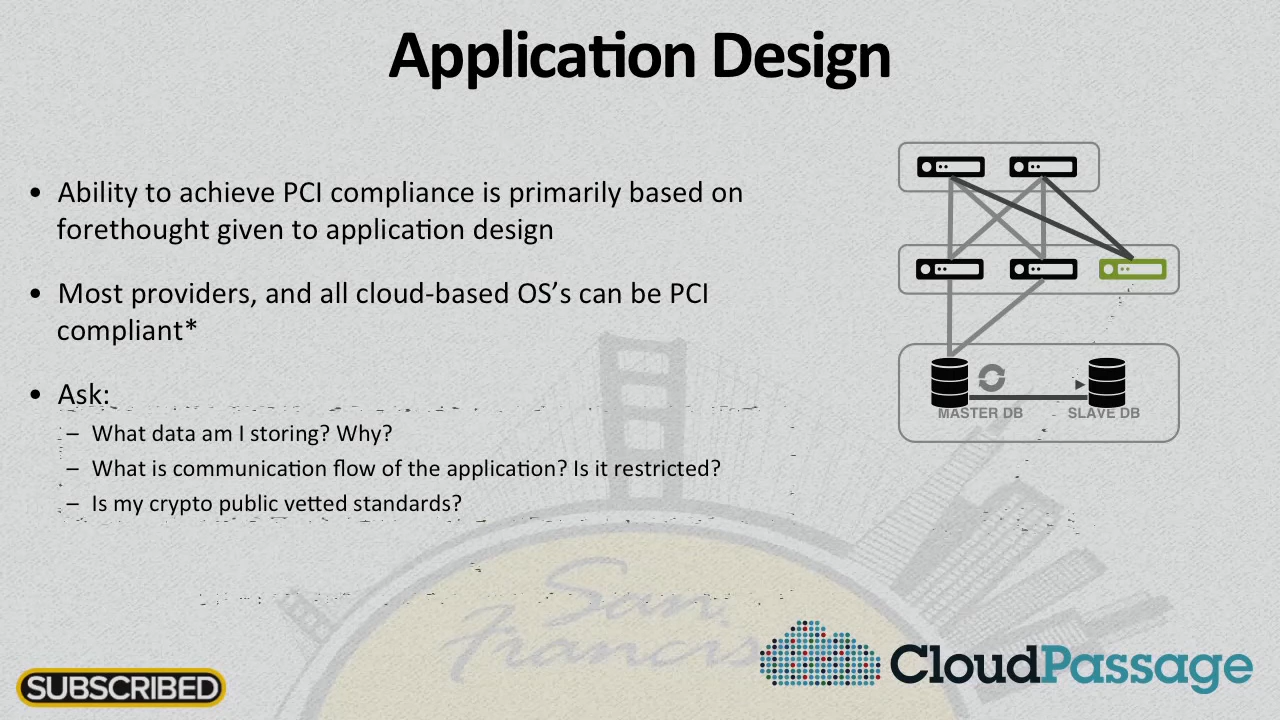 Application Design
• Ability to achieve PCI compliance is primarily based on
forethought given to application design
• Most providers, and all cloud-based OS’s can be PCI
compliant*
• Ask:
– What data am I storing? Why?
– What is communication flow of the application? Is it restricted?
– Is my crypto public vetted standards?
MASTER DB
SLAVE DB
San
CloudPassage
SUBSCRIBED